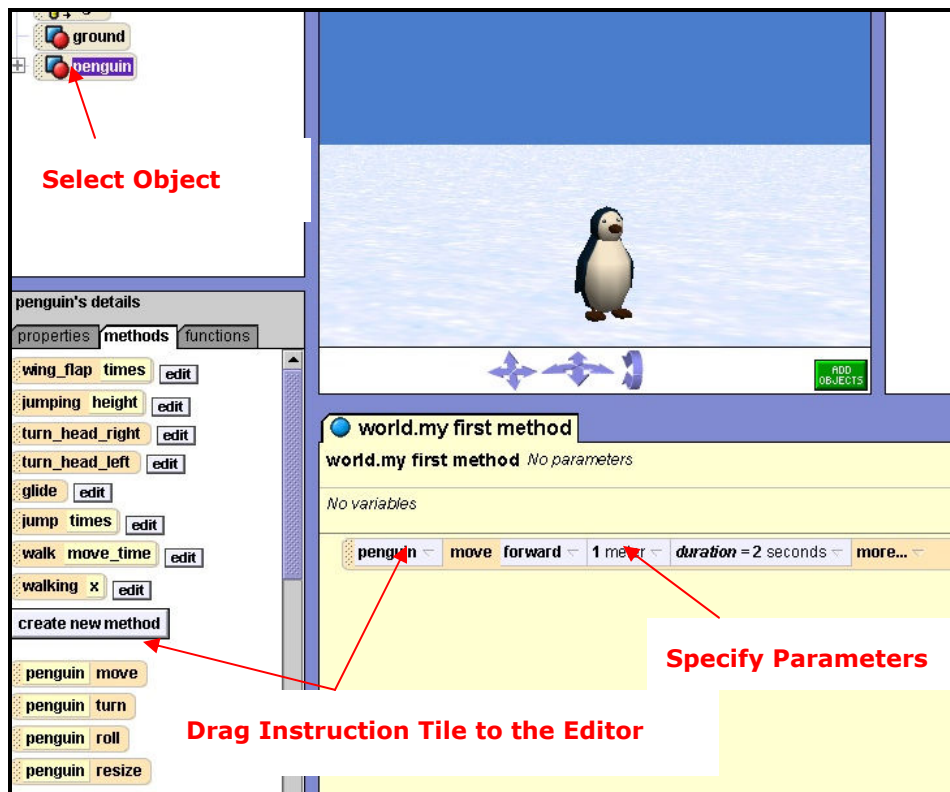 ground
penguin
Select Object
penguin's details
properties methods functions
wing_flap times edit
jumping height edit
turn_head_right edit
turn_head_left edit
glide edit
jump times edit
walk move_time edit
walking x edit
create new method
penguin move
penguin turn
penguin roll
penguin resize
ADD
OBJECTS
world.my first method
world.my first method No parameters
No variables
penguin move forward 1 meter duration = 2 seconds more...
Specify Parameters
Drag Instruction Tile to the Editor